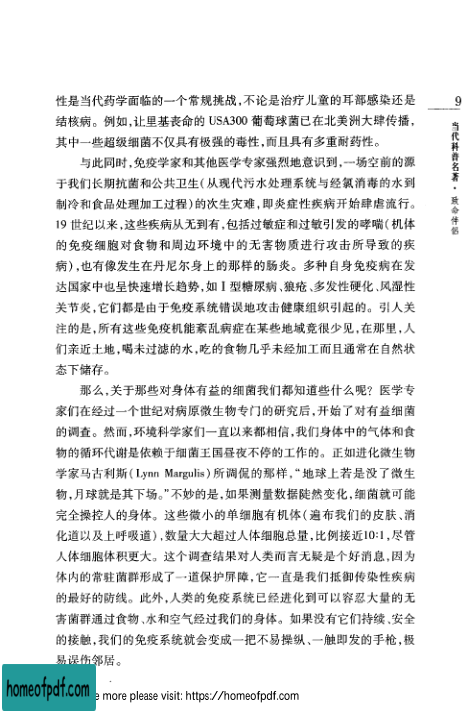 9
当代科普名著·致命伴侣
性是当代药学面临的一个常规挑战,不论是治疗儿童的耳部感染还是
结核病。例如,让里基丧命的 USA300 葡萄球菌已在北美洲大肆传播,
其中一些超级细菌不仅具有极强的毒性,而且具有多重耐药性。
与此同时,免疫学家和其他医学专家强烈地意识到,一场空前的源
于我们长期抗菌和公共卫生(从现代污水处理系统与经氯消毒的水到
制冷和食品处理加工过程)的次生灾难,即炎症性疾病开始肆虐流行。
19 世纪以来,这些疾病从无到有,包括过敏症和过敏引发的哮喘(机体
的免疫细胞对食物和周边环境中的无害物质进行攻击所导致的疾
病),也有像发生在丹尼尔身上的那样的肠炎。多种自身免疫疾病在发
达国家中也呈快速增长趋势,如 I 型糖尿病、狼疮、多发性硬化、风湿性
关节炎,它们都是由于免疫系统错误地攻击健康组织引起的。引人关
注的是,所有这些免疫机能紊乱病症在某些地域竟很少见,在那里,人
们亲近土地,喝未过滤的水,吃的食物几乎未经加工而且通常在自然状
态下储存。
那么,关于那些对身体有益的细菌我们都知道些什么呢?医学专
家们在经过一个世纪对病原微生物专门的研究后,开始了对有益细菌
的调查。然而,环境科学家们一直以来都相信,我们身体中的气体和食
物的循环代谢是依赖于细菌王国昼夜不停的工作的。正如进化微生物
学家马古利斯(Lynn Margulis)所调侃的那样,“地球上若是没了微生
物,月球就是其下场。”不妙的是,如果测量数据陡然变化,细菌就可能
完全操控人的身体。这些微小的单细胞有机体(遍布我们的皮肤、消
化道以及上呼吸道),数量大大超过人体细胞总量,比例接近10:1,尽管
人体细胞体积更大。这个调查结果对人类而言无疑是个好消息,因为
体内的常驻菌群形成了一道保护屏障,它一直是我们抵御传染性疾病
的最好的防线。此外,人类的免疫系统已经进化到可以容忍大量的无
害菌群通过食物、水和空气经过我们的身体。如果没有它们持续、安全
的接触,我们的免疫系统就会变成一把不易操纵、一触即发的手枪,极
易误伤邻居。
homeofpdf.com
e more please visit: https://homeofpdf.com